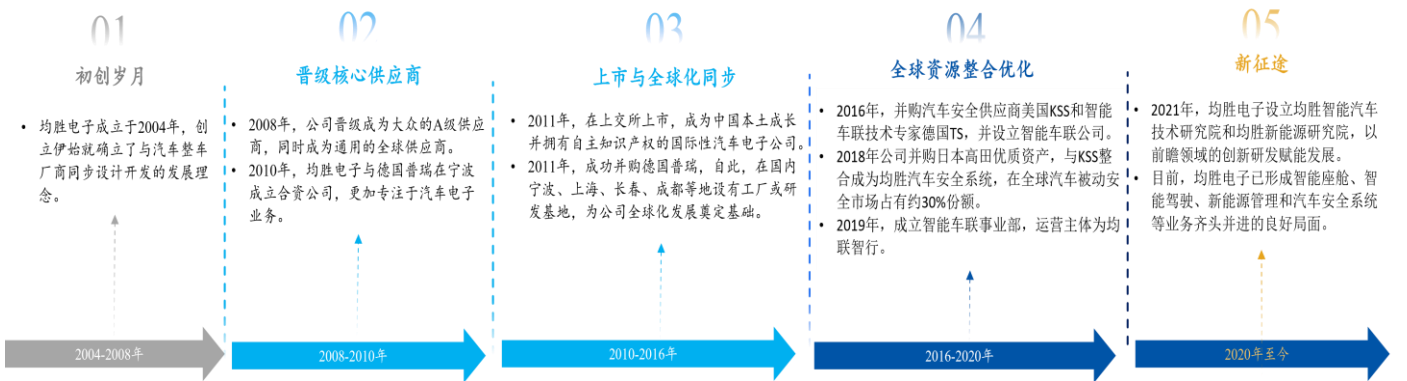 01
初创岁月
• 均胜电子成立于2004年，创
立伊始就确立了与汽车整车
厂商同步设计开发的发展理
念。
2004-2008年
02
晋级核心供应商
• 2008年，公司晋级成为大众的A级供应
商，同时成为通用的全球供应商。
• 2010年，均胜电子与德国普瑞在宁波
成立合资公司，更加专注于汽车电子
业务。
2008-2010年
03
上市与全球化同步
• 2011年，在上交所上市，成为中国本土成长
并拥有自主知识产权的国际性汽车电子公司。
• 2011年，成功并购德国普瑞，自此，在国内
宁波、上海、长春、成都等地设有工厂或研
发基地，为公司全球化发展奠定基础。
2010-2016年
04
全球资源整合优化
• 2016年，并购汽车安全供应商美国KSS和智能
车联技术专家德国TS，并设立智能车联公司。
• 2018年公司并购日本高田优质资产，与KSS整
合成为均胜汽车安全系统，在全球汽车被动安
全市场占有约30%份额。
• 2019年，成立智能车联事业部，运营主体为均
联智行。
2016-2020年
05
新征途
• 2021年，均胜电子设立均胜智能汽车
技术研究院和均胜新能源研究院，以
前瞻领域的创新研发赋能发展。
• 目前，均胜电子已形成智能座舱、智
能驾驶、新能源管理和汽车安全系统
等业务齐头并进的良好局面。
2020年至今